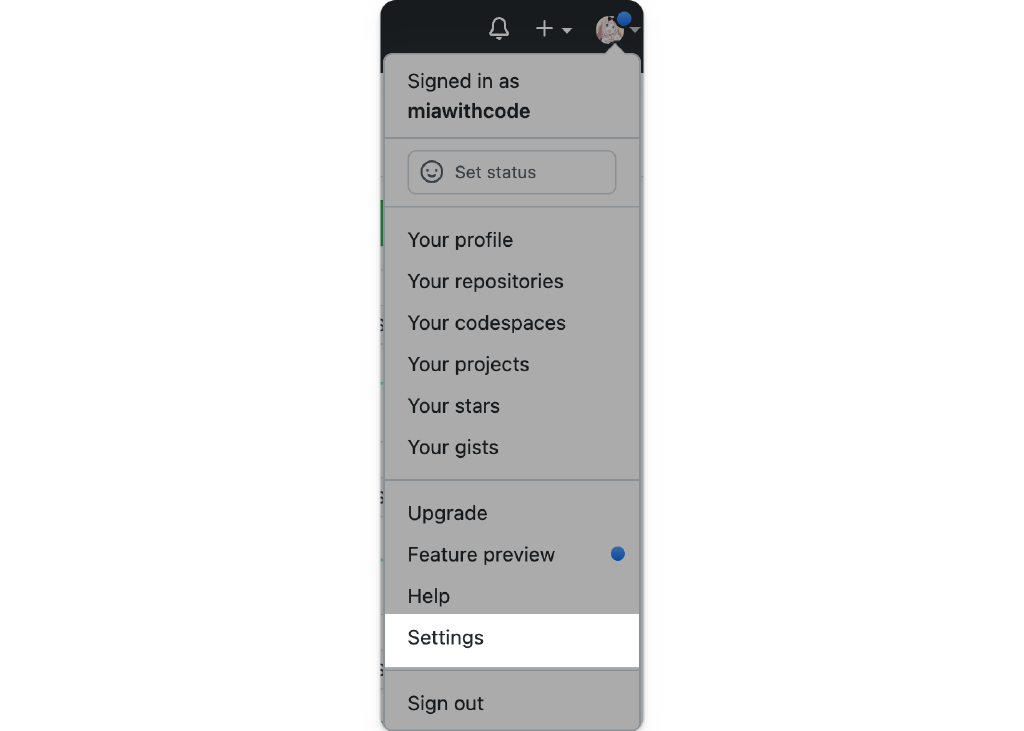 Signed in as
miawithcode
Set status
Your profile
Your repositories
Your codespaces
Your projects
Your stars
Your gists
Upgrade
Feature preview
Help
Settings
Sign out